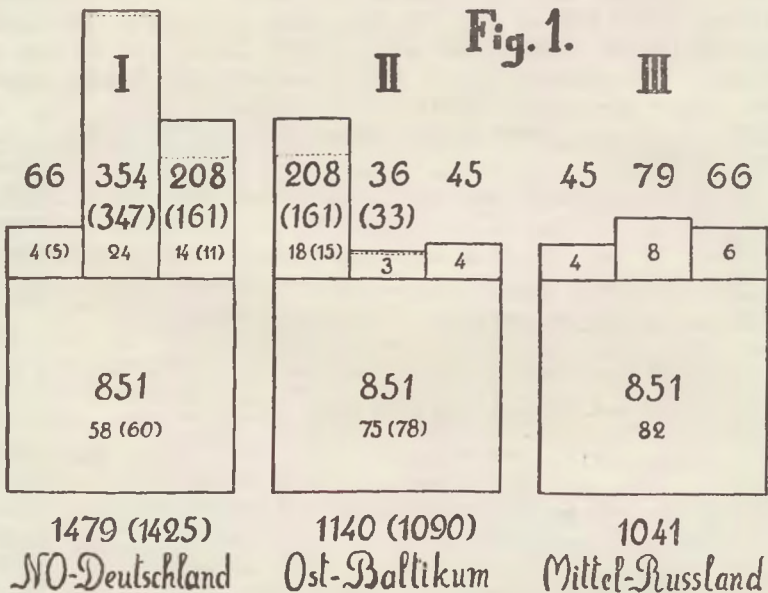 Fig. 1.
I II III
66 354 208 208 36 45 45 79 66
(347) (161) (161) (33)
4 (5) 24 14 (11) 18 (15) 3 4 4 8 6
851 851 851
58 (60) 75 (78) 82
1479 (1425) 1140 (1090) 1041
NO-Deutschland Ost-Baltikum Mittel-Russland